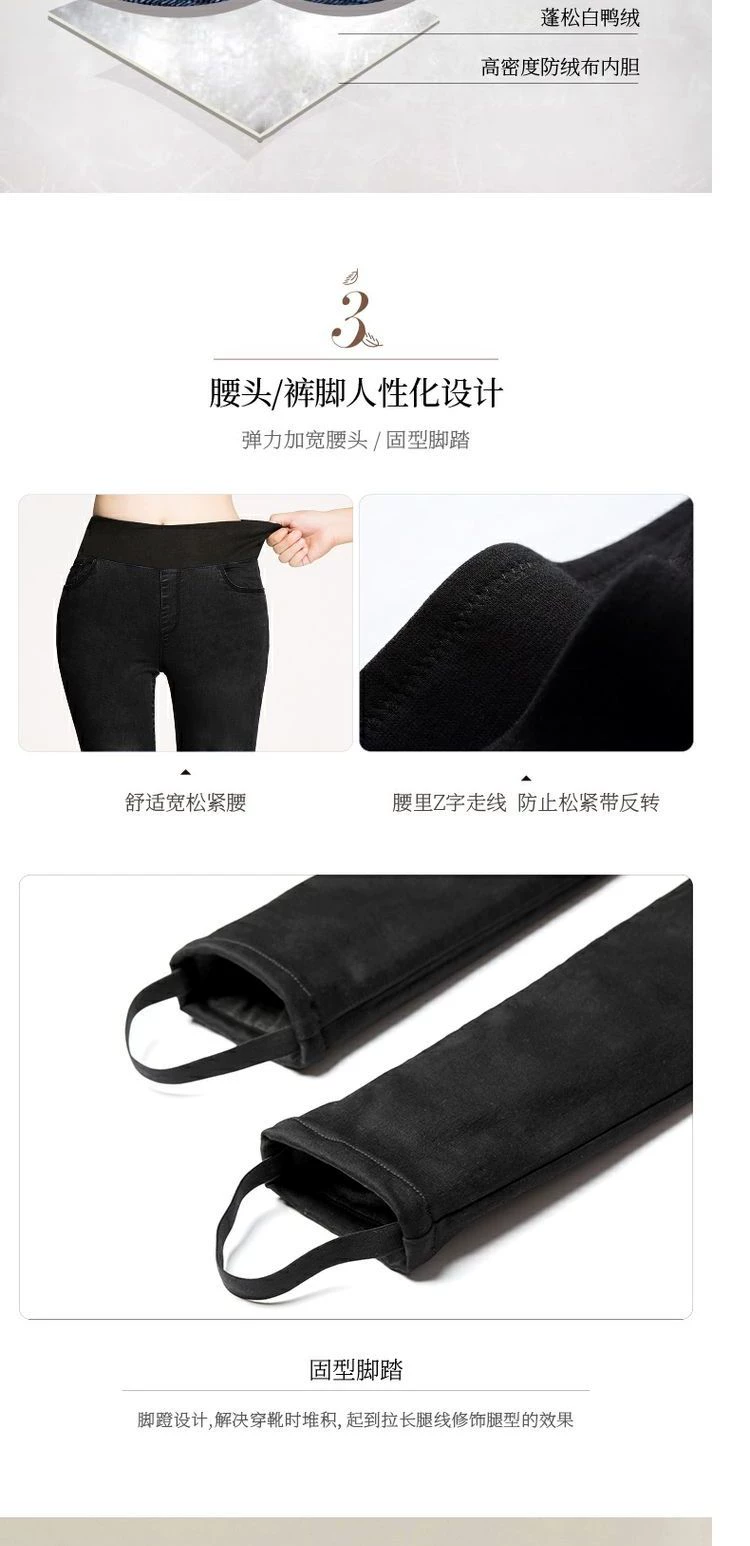 蓬松白鸭绒
高密度防绒布内胆
3
腰头/裤脚人性化设计
弹力加宽腰头 / 固型脚踏
舒适宽松紧腰
腰里Z字走线 防止松紧带反转
固型脚踏
脚蹬设计,解决穿靴时堆积, 起到拉长腿线修饰腿型的效果